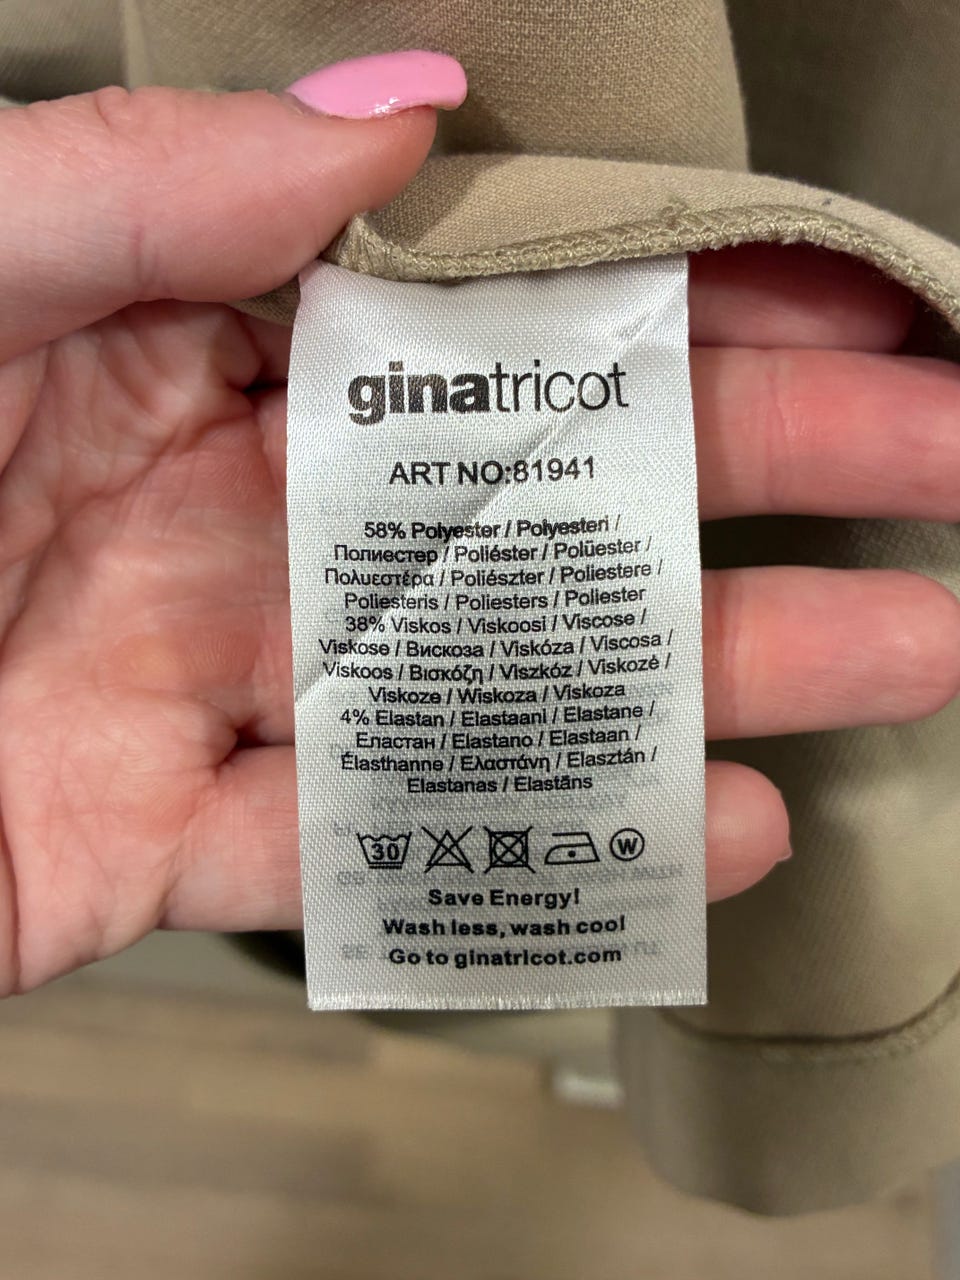 ginatricot
ART NO:81941
58% Polyester / Polyesteri /
Полиестер / Poliéster / Polüester /
Πολυεστέρα / Poliészter / Poliestere /
Poliesteris / Poliesters / Poliester
38% Viskos / Viskoosi / Viscose /
Viskose / Вискоза / Viskóza / Viscosa /
Viskoos / Βισκόζη / Viszkóz / Viskozė /
Viskoze / Wiskoza / Viskoza
4% Elastan / Elastaani / Elastane /
Еластан / Elastano / Elastaan /
Élasthanne / Ελαστάνη / Elasztán /
Elastanas / Elastāns
30 W
Save Energy!
Wash less, wash cool
Go to ginatricot.com